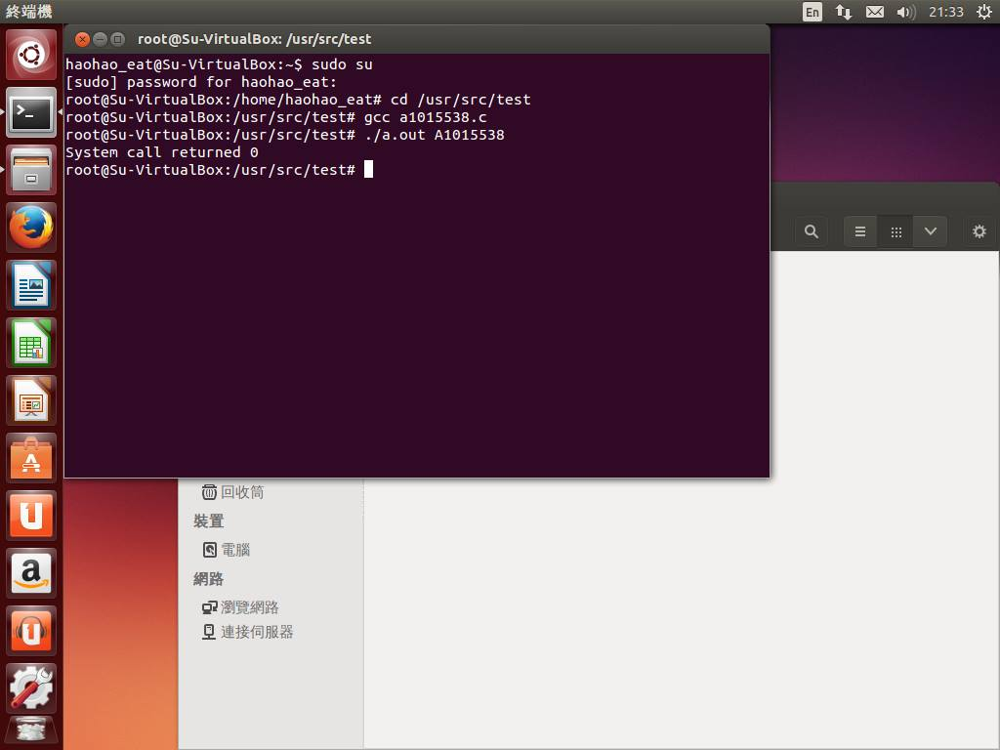 終端機
En
21:33
root@Su-VirtualBox: /usr/src/test
haohao_eat@Su-VirtualBox:~$ sudo su
[sudo] password for haohao_eat:
root@Su-VirtualBox:/home/haohao_eat# cd /usr/src/test
root@Su-VirtualBox:/usr/src/test# gcc a1015538.c
root@Su-VirtualBox:/usr/src/test# ./a.out A1015538
System call returned 0
root@Su-VirtualBox:/usr/src/test#
回收筒
裝置
電腦
網路
瀏覽網路
連接伺服器